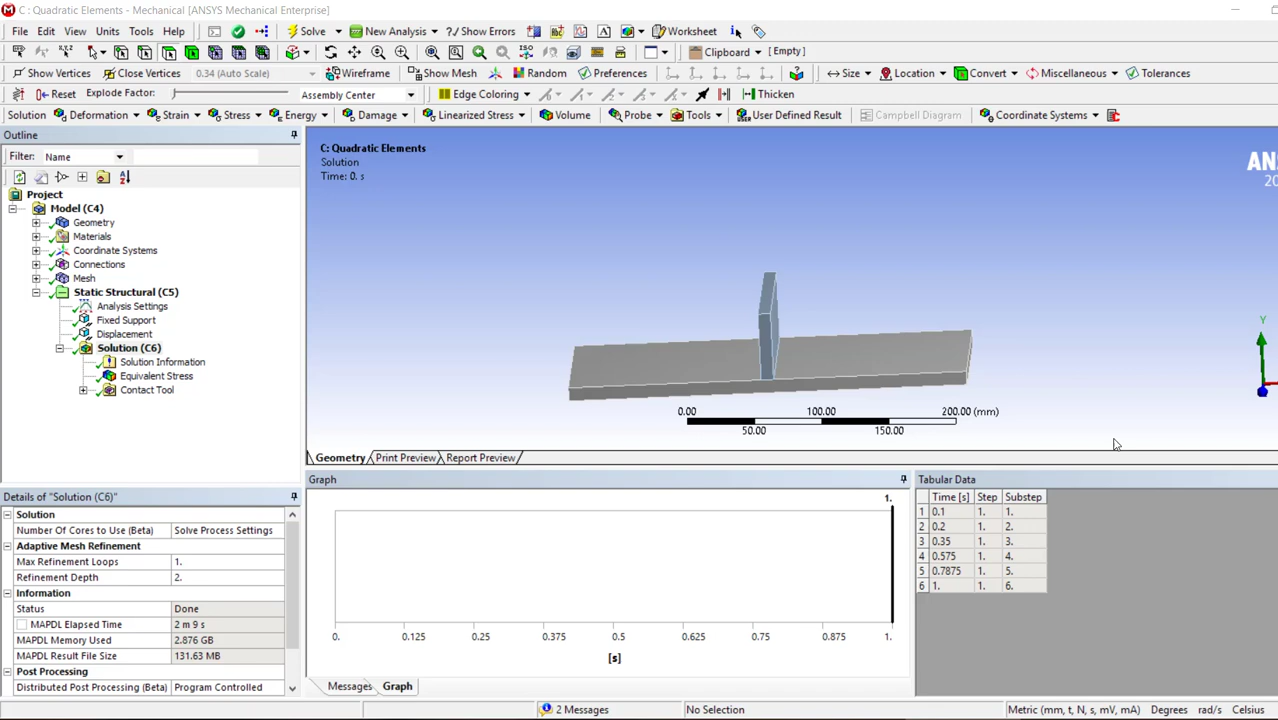 C : Quadratic Elements - Mechanical [ANSYS Mechanical Enterprise]
File Edit View Units Tools Help Solve New Analysis ?/ Show Errors Worksheet
Clipboard [Empty]
Show Vertices Close Vertices 0.34 (Auto Scale) Wireframe Show Mesh Random Preferences Size Location Convert Miscellaneous Tolerances
Reset Explode Factor: Assembly Center Edge Coloring Thicken
Solution Deformation Strain Stress Energy Damage Linearized Stress Volume Probe Tools User Defined Result Campbell Diagram Coordinate Systems
Outline
Filter: Name
Project
Model (C4)
Geometry
Materials
Coordinate Systems
Connections
Mesh
Static Structural (C5)
Analysis Settings
Fixed Support
Displacement
Solution (C6)
Solution Information
Equivalent Stress
Contact Tool
C: Quadratic Elements
Solution
Time: 0. s
Y
0.00 100.00 200.00 (mm)
50.00 150.00
Geometry Print Preview Report Preview
Details of "Solution (C6)"
Solution
Number Of Cores to Use (Beta) Solve Process Settings
Adaptive Mesh Refinement
Max Refinement Loops 1.
Refinement Depth 2.
Information
Status Done
MAPDL Elapsed Time 2 m 9 s
MAPDL Memory Used 2.876 GB
MAPDL Result File Size 131.63 MB
Post Processing
Distributed Post Processing (Beta) Program Controlled
Graph
1.
0. 0.125 0.25 0.375 0.5 0.625 0.75 0.875 1.
[s]
Messages Graph
Tabular Data
Time [s] Step Substep
1 0.1 1. 1.
2 0.2 1. 2.
3 0.35 1. 3.
4 0.575 1. 4.
5 0.7875 1. 5.
6 1. 1. 6.
2 Messages No Selection Metric (mm, t, N, s, mV, mA) Degrees rad/s Celsius